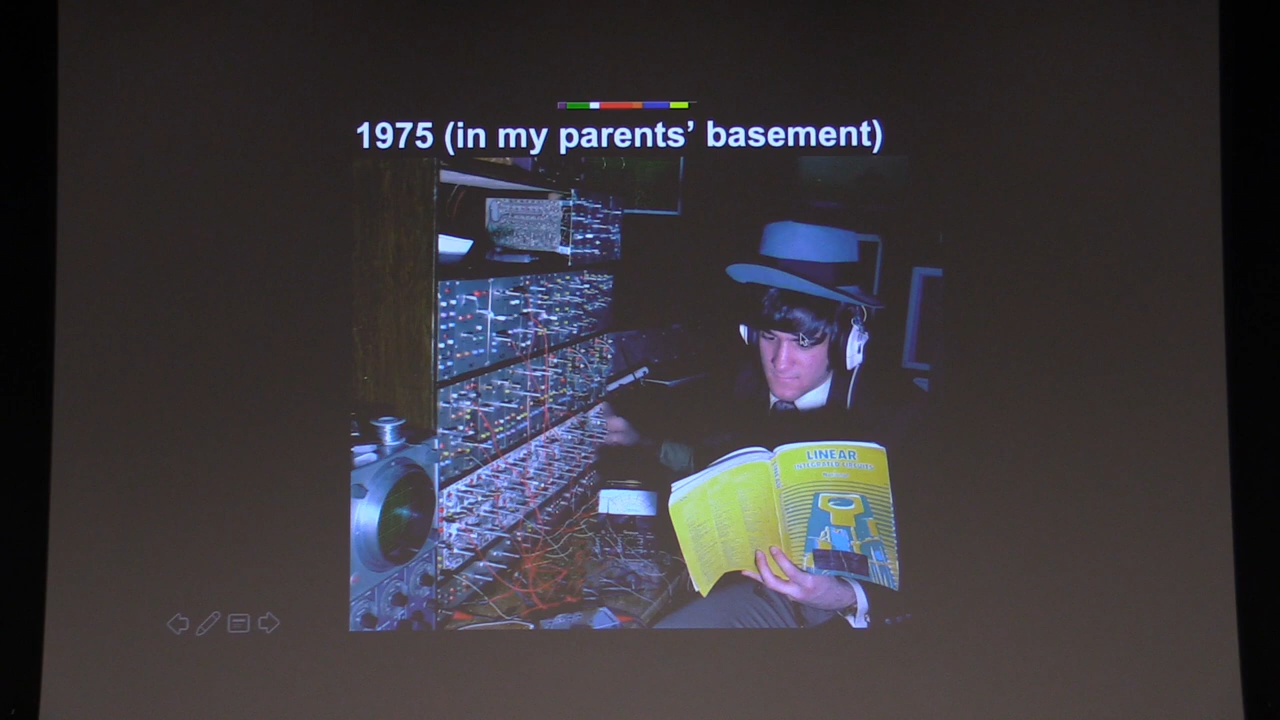 1975 (in my parents’ basement)
LINEAR
INTEGRATED CIRCUITS